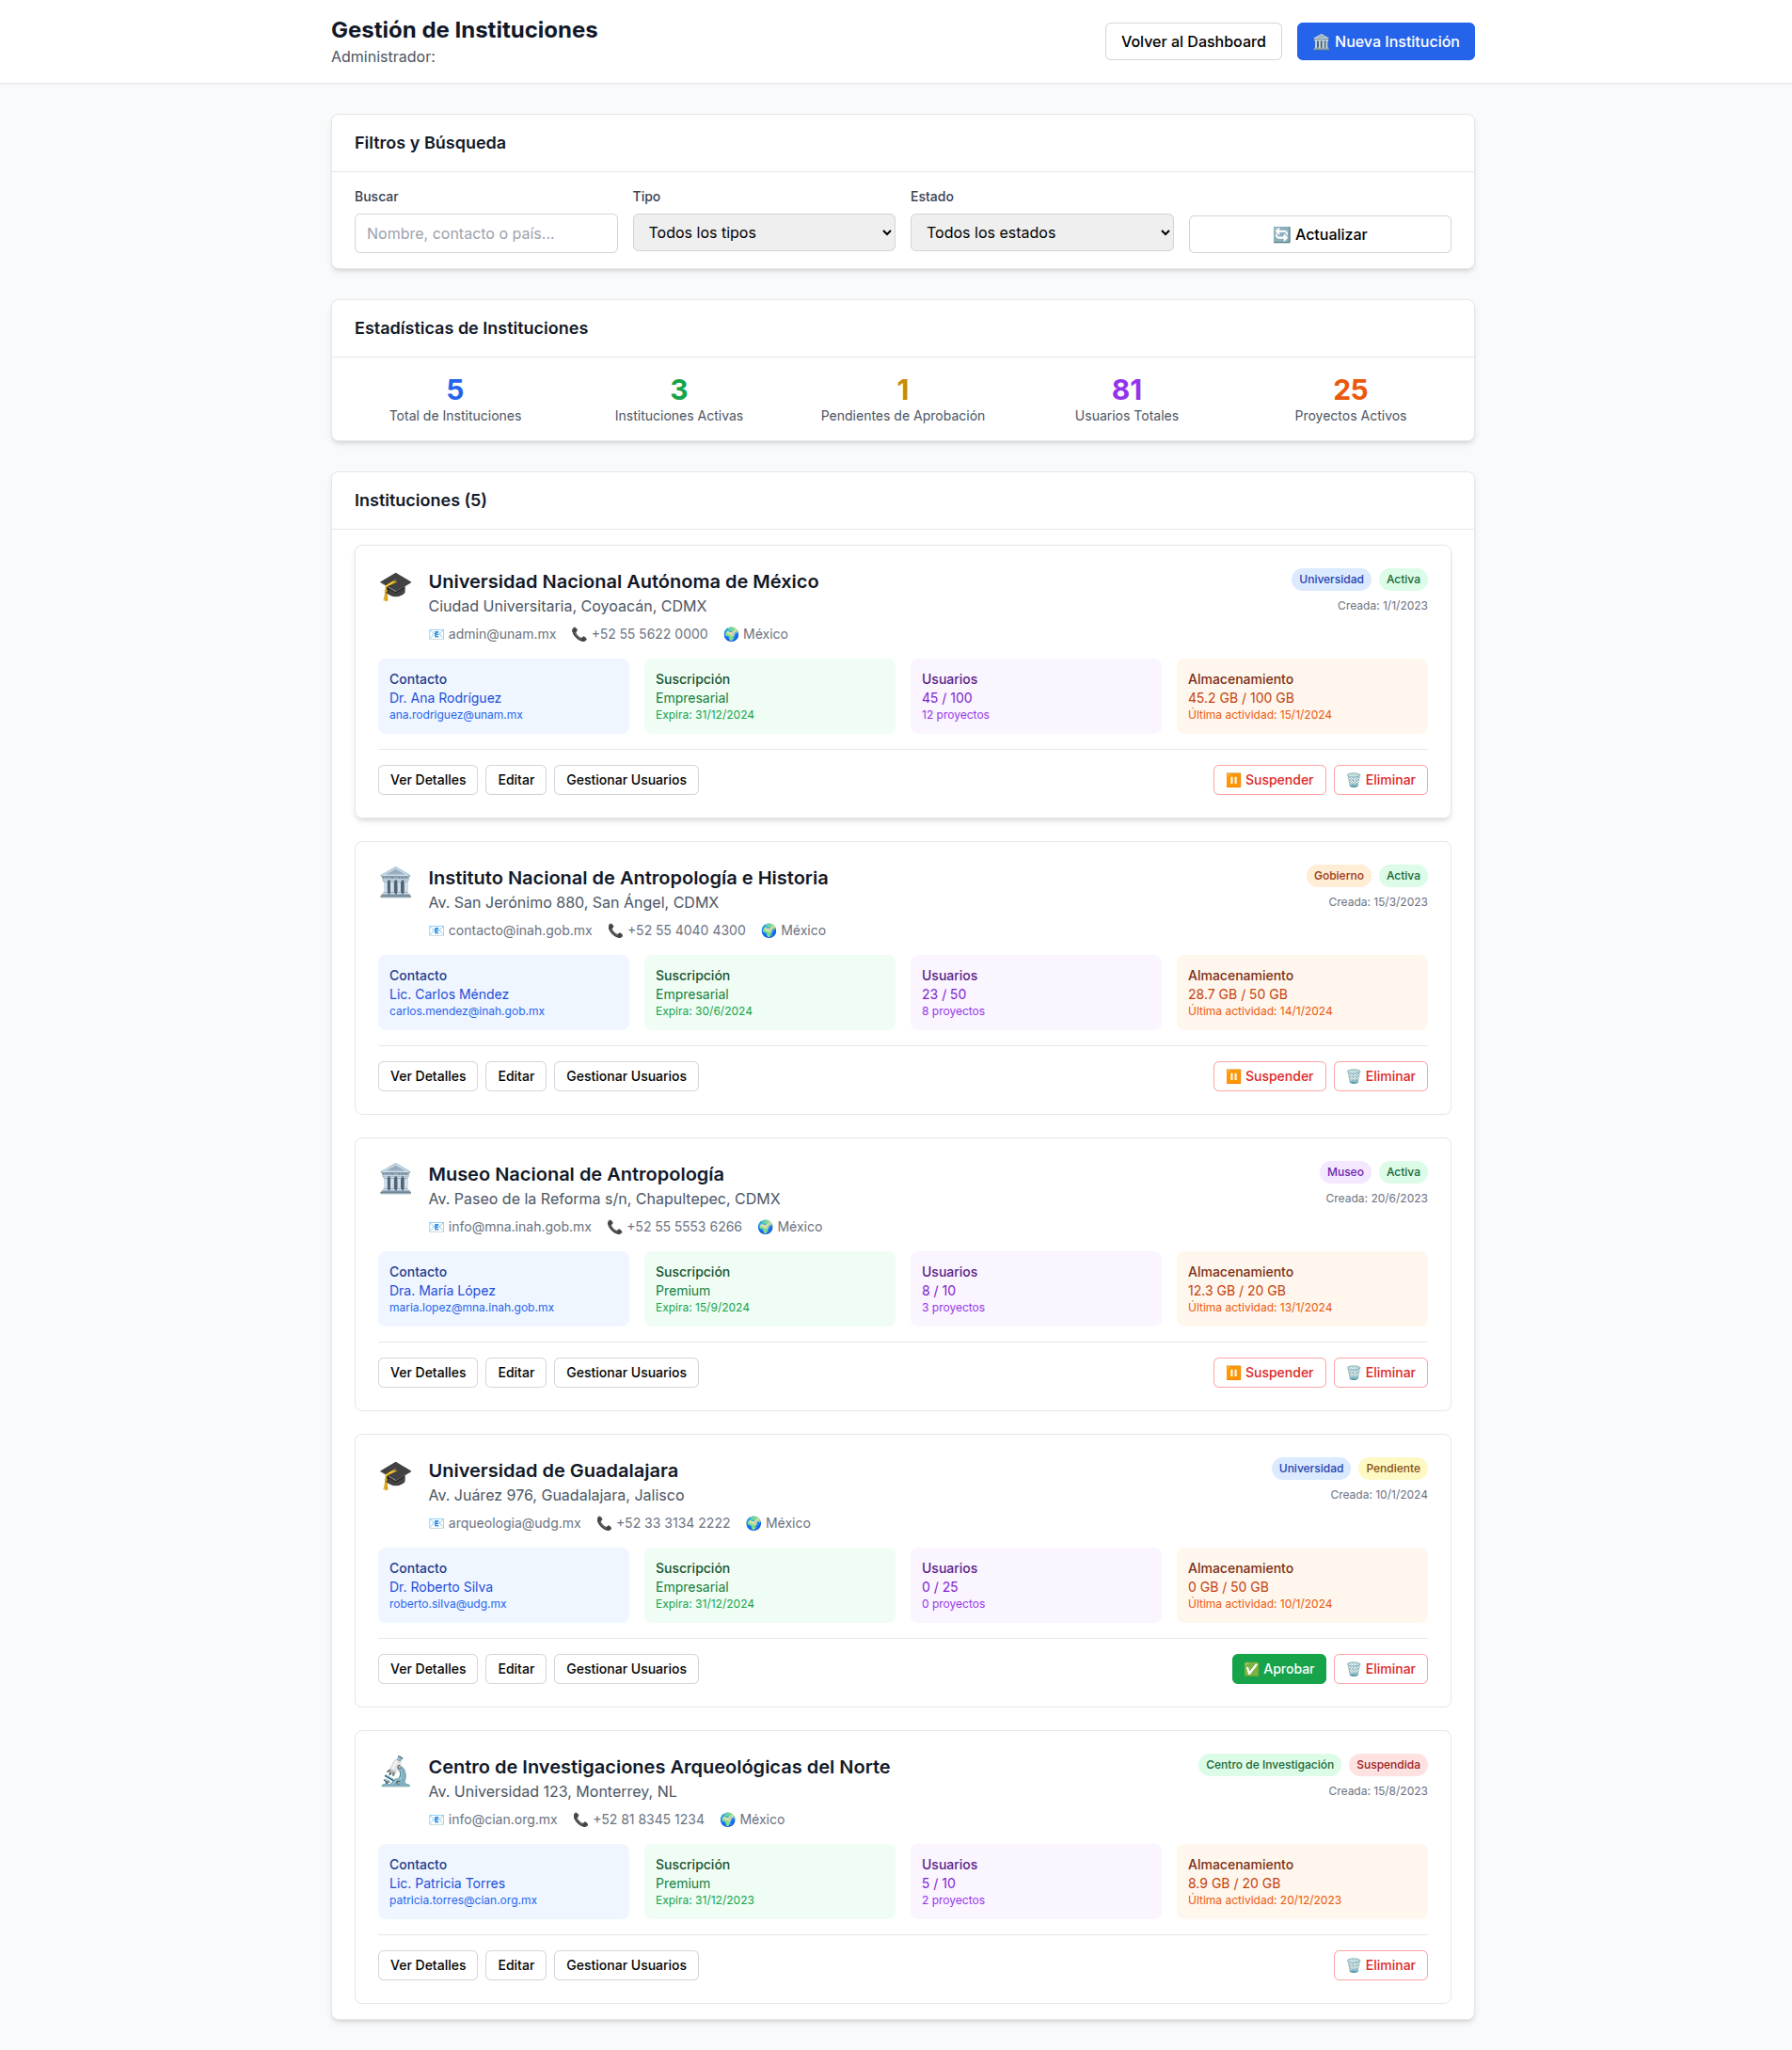 Gestión de Instituciones
Administrador:
Volver al Dashboard
🏛️ Nueva Institución
Filtros y Búsqueda
Buscar
Tipo
Estado
Nombre, contacto o país...
Todos los tipos
Todos los estados
🔄 Actualizar
Estadísticas de Instituciones
5
3
1
81
25
Total de Instituciones
Instituciones Activas
Pendientes de Aprobación
Usuarios Totales
Proyectos Activos
Instituciones (5)
Universidad Nacional Autónoma de México
Universidad
Activa
Ciudad Universitaria, Coyoacán, CDMX
Creada: 1/1/2023
📧 admin@unam.mx 📞 +52 55 5622 0000 🌍 México
Contacto
Dr. Ana Rodríguez
ana.rodriguez@unam.mx
Suscripción
Empresarial
Expira: 31/12/2024
Usuarios
45 / 100
12 proyectos
Almacenamiento
45.2 GB / 100 GB
Última actividad: 15/1/2024
Ver Detalles
Editar
Gestionar Usuarios
⏸️ Suspender
🗑️ Eliminar
Instituto Nacional de Antropología e Historia
Gobierno
Activa
Av. San Jerónimo 880, San Ángel, CDMX
Creada: 15/3/2023
📧 contacto@inah.gob.mx 📞 +52 55 4040 4300 🌍 México
Contacto
Lic. Carlos Méndez
carlos.mendez@inah.gob.mx
Suscripción
Empresarial
Expira: 30/6/2024
Usuarios
23 / 50
8 proyectos
Almacenamiento
28.7 GB / 50 GB
Última actividad: 14/1/2024
Ver Detalles
Editar
Gestionar Usuarios
⏸️ Suspender
🗑️ Eliminar
Museo Nacional de Antropología
Museo
Activa
Av. Paseo de la Reforma s/n, Chapultepec, CDMX
Creada: 20/6/2023
📧 info@mna.inah.gob.mx 📞 +52 55 5553 6266 🌍 México
Contacto
Dra. María López
maria.lopez@mna.inah.gob.mx
Suscripción
Premium
Expira: 15/9/2024
Usuarios
8 / 10
3 proyectos
Almacenamiento
12.3 GB / 20 GB
Última actividad: 13/1/2024
Ver Detalles
Editar
Gestionar Usuarios
⏸️ Suspender
🗑️ Eliminar
Universidad de Guadalajara
Universidad
Pendiente
Av. Juárez 976, Guadalajara, Jalisco
Creada: 10/1/2024
📧 arqueologia@udg.mx 📞 +52 33 3134 2222 🌍 México
Contacto
Dr. Roberto Silva
roberto.silva@udg.mx
Suscripción
Empresarial
Expira: 31/12/2024
Usuarios
0 / 25
0 proyectos
Almacenamiento
0 GB / 50 GB
Última actividad: 10/1/2024
Ver Detalles
Editar
Gestionar Usuarios
✅ Aprobar
🗑️ Eliminar
Centro de Investigaciones Arqueológicas del Norte
Centro de Investigación
Suspendida
Av. Universidad 123, Monterrey, NL
Creada: 15/8/2023
📧 info@cian.org.mx 📞 +52 81 8345 1234 🌍 México
Contacto
Lic. Patricia Torres
patricia.torres@cian.org.mx
Suscripción
Premium
Expira: 31/12/2023
Usuarios
5 / 10
2 proyectos
Almacenamiento
8.9 GB / 20 GB
Última actividad: 20/12/2023
Ver Detalles
Editar
Gestionar Usuarios
🗑️ Eliminar